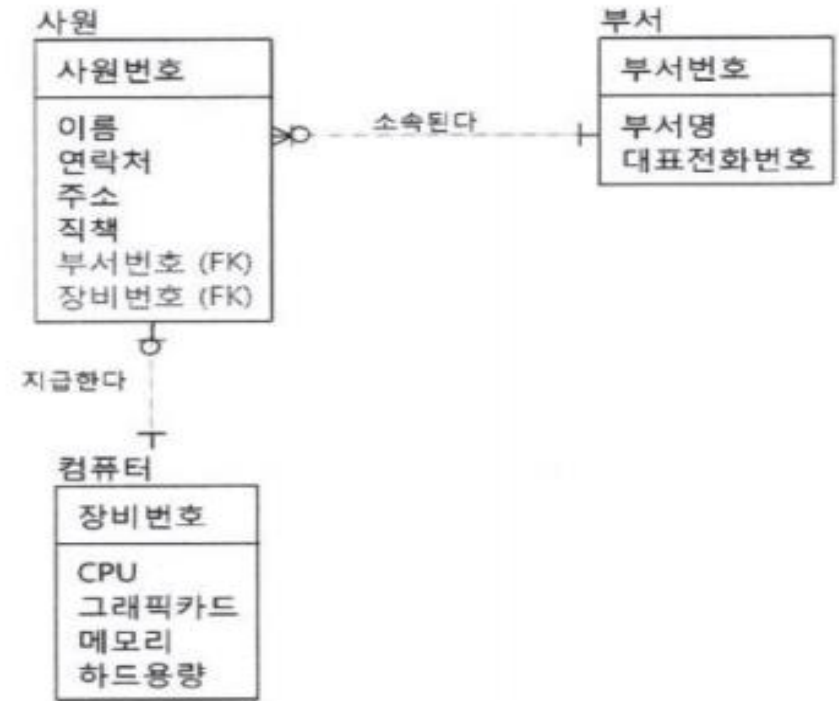 사원
사원번호
이름
연락처
주소
직책
부서번호 (FK)
장비번호 (FK)
소속된다
부서
부서번호
부서명
대표전화번호
지급한다
컴퓨터
장비번호
CPU
그래픽카드
메모리
하드용량